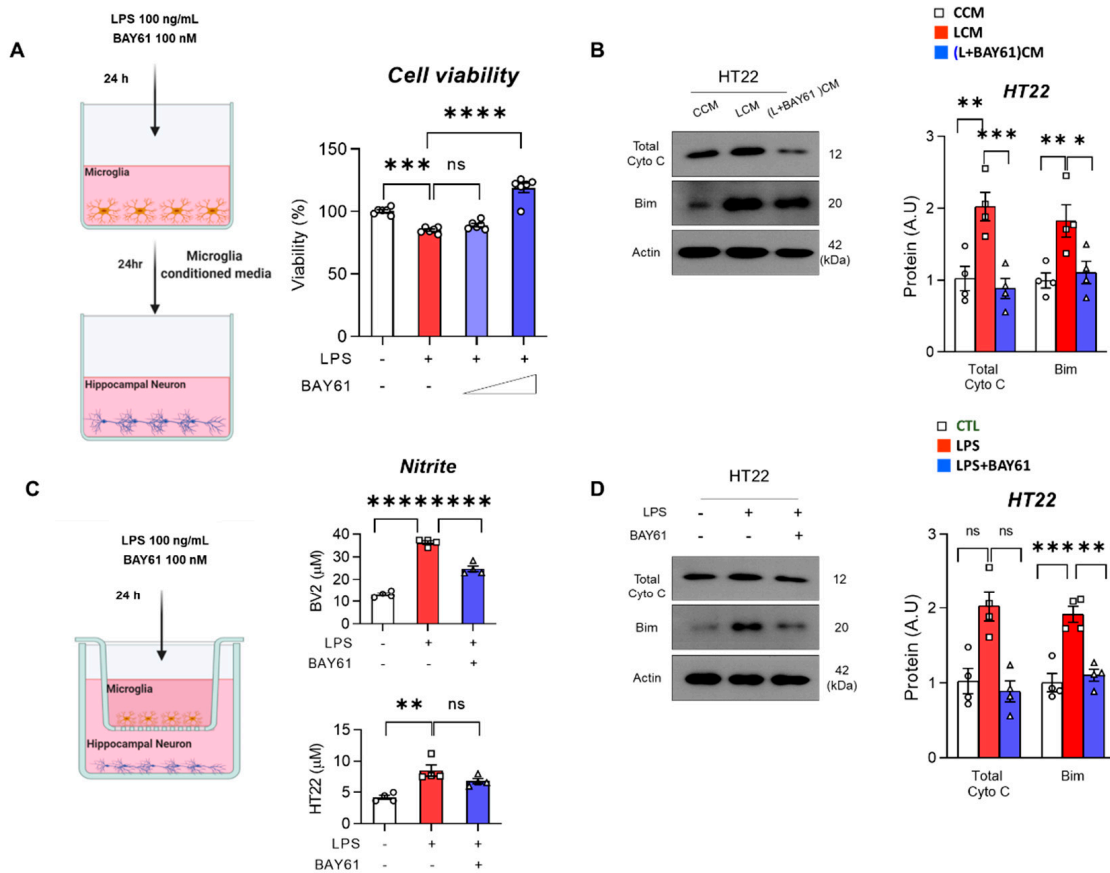 A
LPS 100 ng/mL
BAY61 100 nM
24 h
Microglia
24hr
Microglia
conditioned media
Hippocampal Neuron
Cell viability
****
*** ns
Viability (%)
150
100
50
0
LPS - + + +
BAY61 - -
B
HT22
CCM LCM (L+BAY61 )CM
Total
Cyto C
12
Bim
20
Actin
42
(kDa)
CCM
LCM
(L+BAY61)CM
HT22
** *** ** *
Protein (A.U)
3
2
1
0
Total
Cyto C
Bim
C
LPS 100 ng/mL
BAY61 100 nM
24 h
Microglia
Hippocampal Neuron
Nitrite
********
BV2 (μM)
40
30
20
10
0
LPS - + +
BAY61 - - +
** ns
HT22 (μM)
15
10
5
0
LPS - + +
BAY61 - - +
D
HT22
LPS - + +
BAY61 - - +
Total
Cyto C
12
Bim
20
Actin
42
(kDa)
CTL
LPS
LPS+BAY61
HT22
ns ns *****
Protein (A.U)
3
2
1
0
Total
Cyto C
Bim